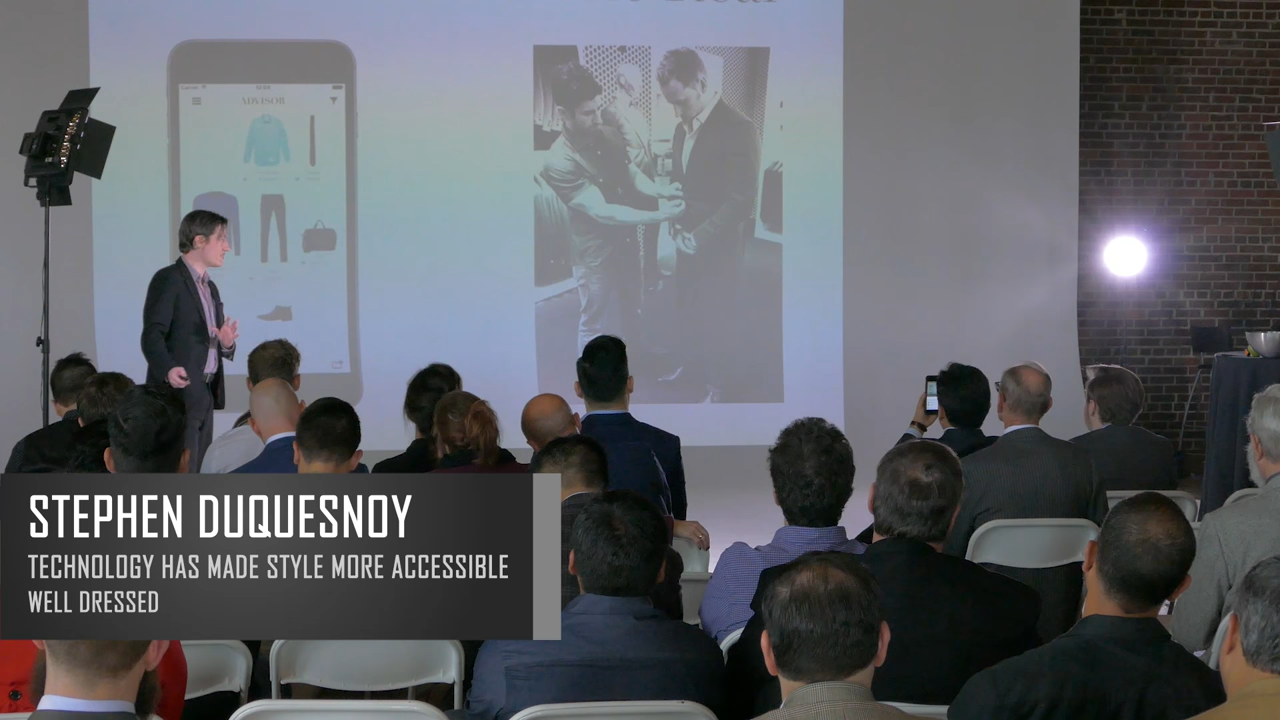 ADVISOR
STEPHEN DUQUESNOY
TECHNOLOGY HAS MADE STYLE MORE ACCESSIBLE
WELL DRESSED